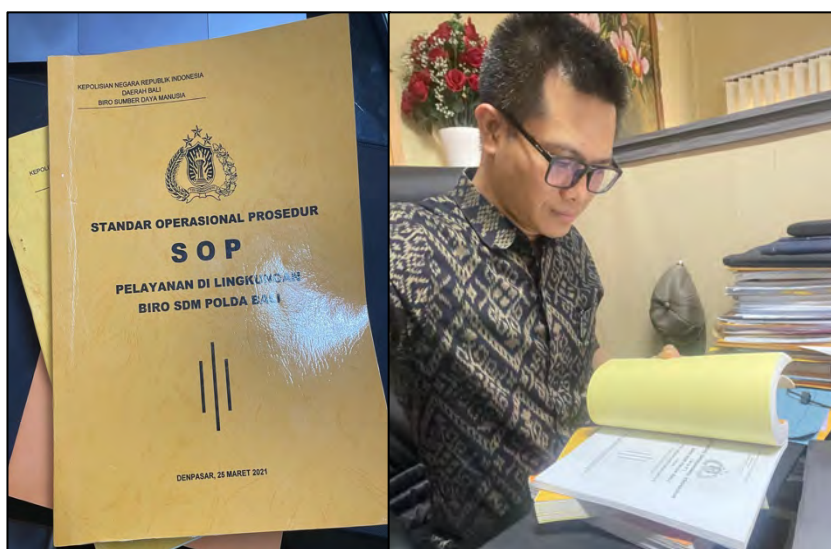 KEPOLISIAN NEGARA REPUBLIK INDONESIA
DAERAH BALI
BIRO SUMBER DAYA MANUSIA
STANDAR OPERASIONAL PROSEDUR
SOP
PELAYANAN DI LINGKUNGAN
BIRO SDM POLDA BALI
DENPASAR, 25 MARET 2021